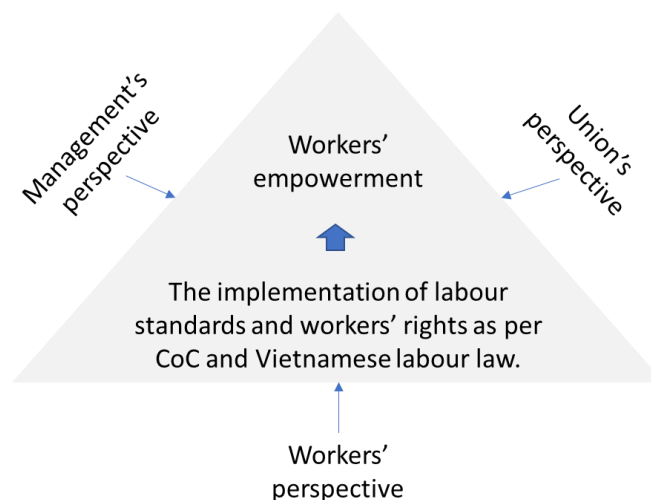 Management's
perspective
Union's
perspective
Workers'
empowerment
The implementation of labour
standards and workers' rights as per
CoC and Vietnamese labour law.
Workers'
perspective